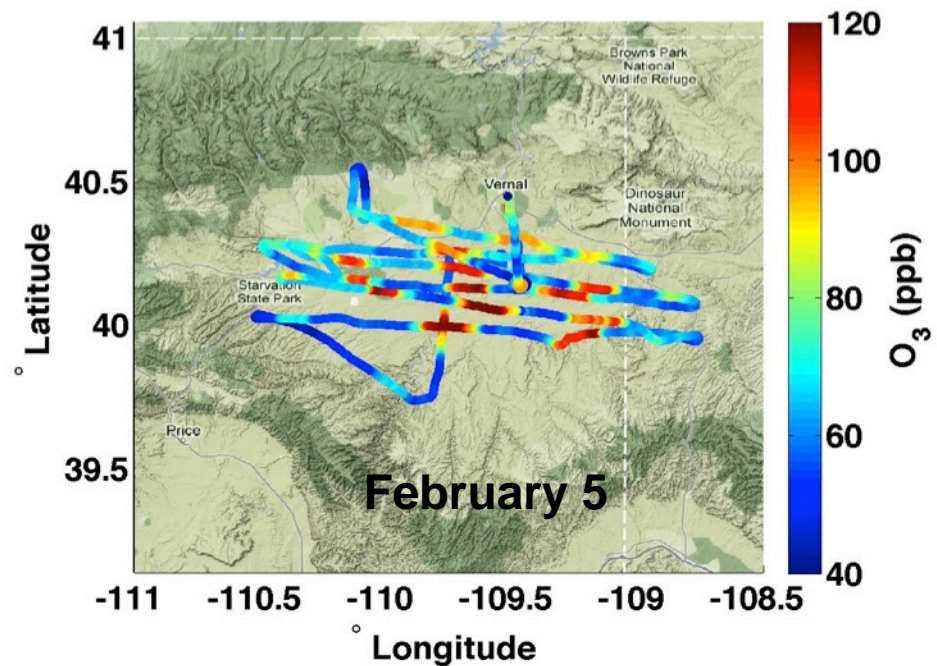 41
40.5
40
39.5
° Latitude
-111
-110.5
-110
-109.5
-109
-108.5
° Longitude
Browns Park
National
Wildlife Refuge
Vernal
Dinosaur
National
Monument
Starvation
State Park
Price
February 5
120
100
80
60
40
O3 (ppb)